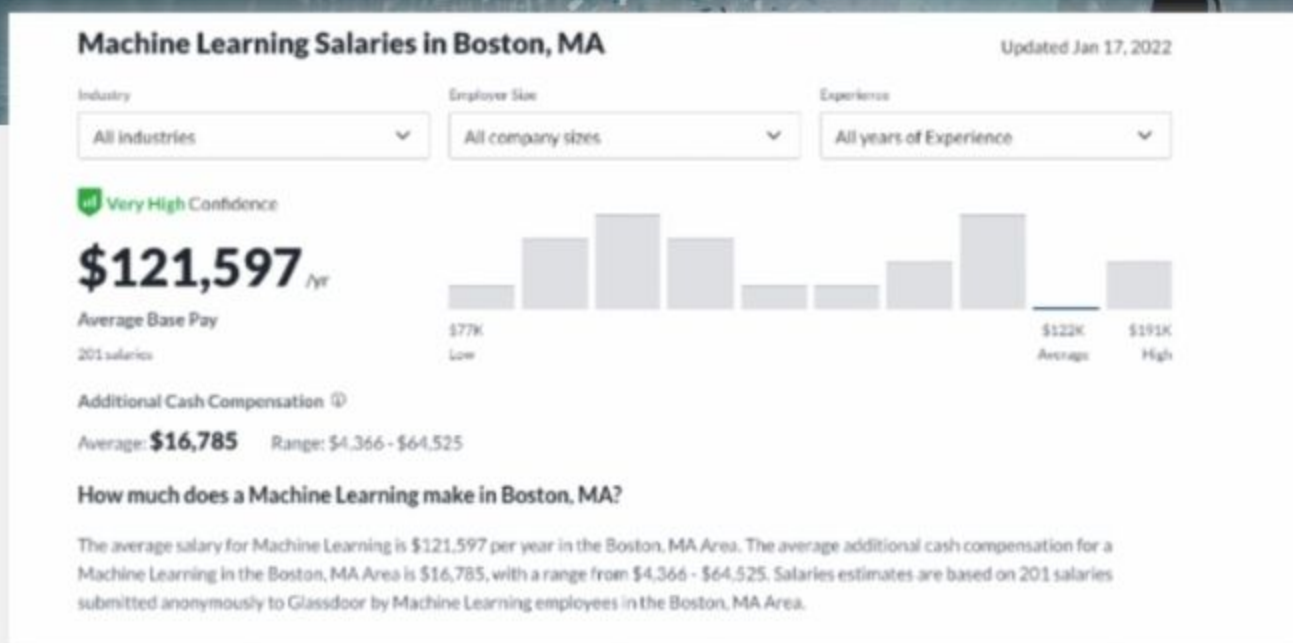 Machine Learning Salaries in Boston, MA
Updated Jan 17, 2022
Industry
Employer Size
Experience
All industries
All company sizes
All years of Experience
Very High Confidence
$121,597 /yr
Average Base Pay
201 salaries
$77K
Low
$122K
Average
$191K
High
Additional Cash Compensation
Average: $16,785 Range: $4,366 - $64,525
How much does a Machine Learning make in Boston, MA?
The average salary for Machine Learning is $121,597 per year in the Boston, MA Area. The average additional cash compensation for a
Machine Learning in the Boston, MA Area is $16,785, with a range from $4,366 - $64,525. Salaries estimates are based on 201 salaries
submitted anonymously to Glassdoor by Machine Learning employees in the Boston, MA Area.